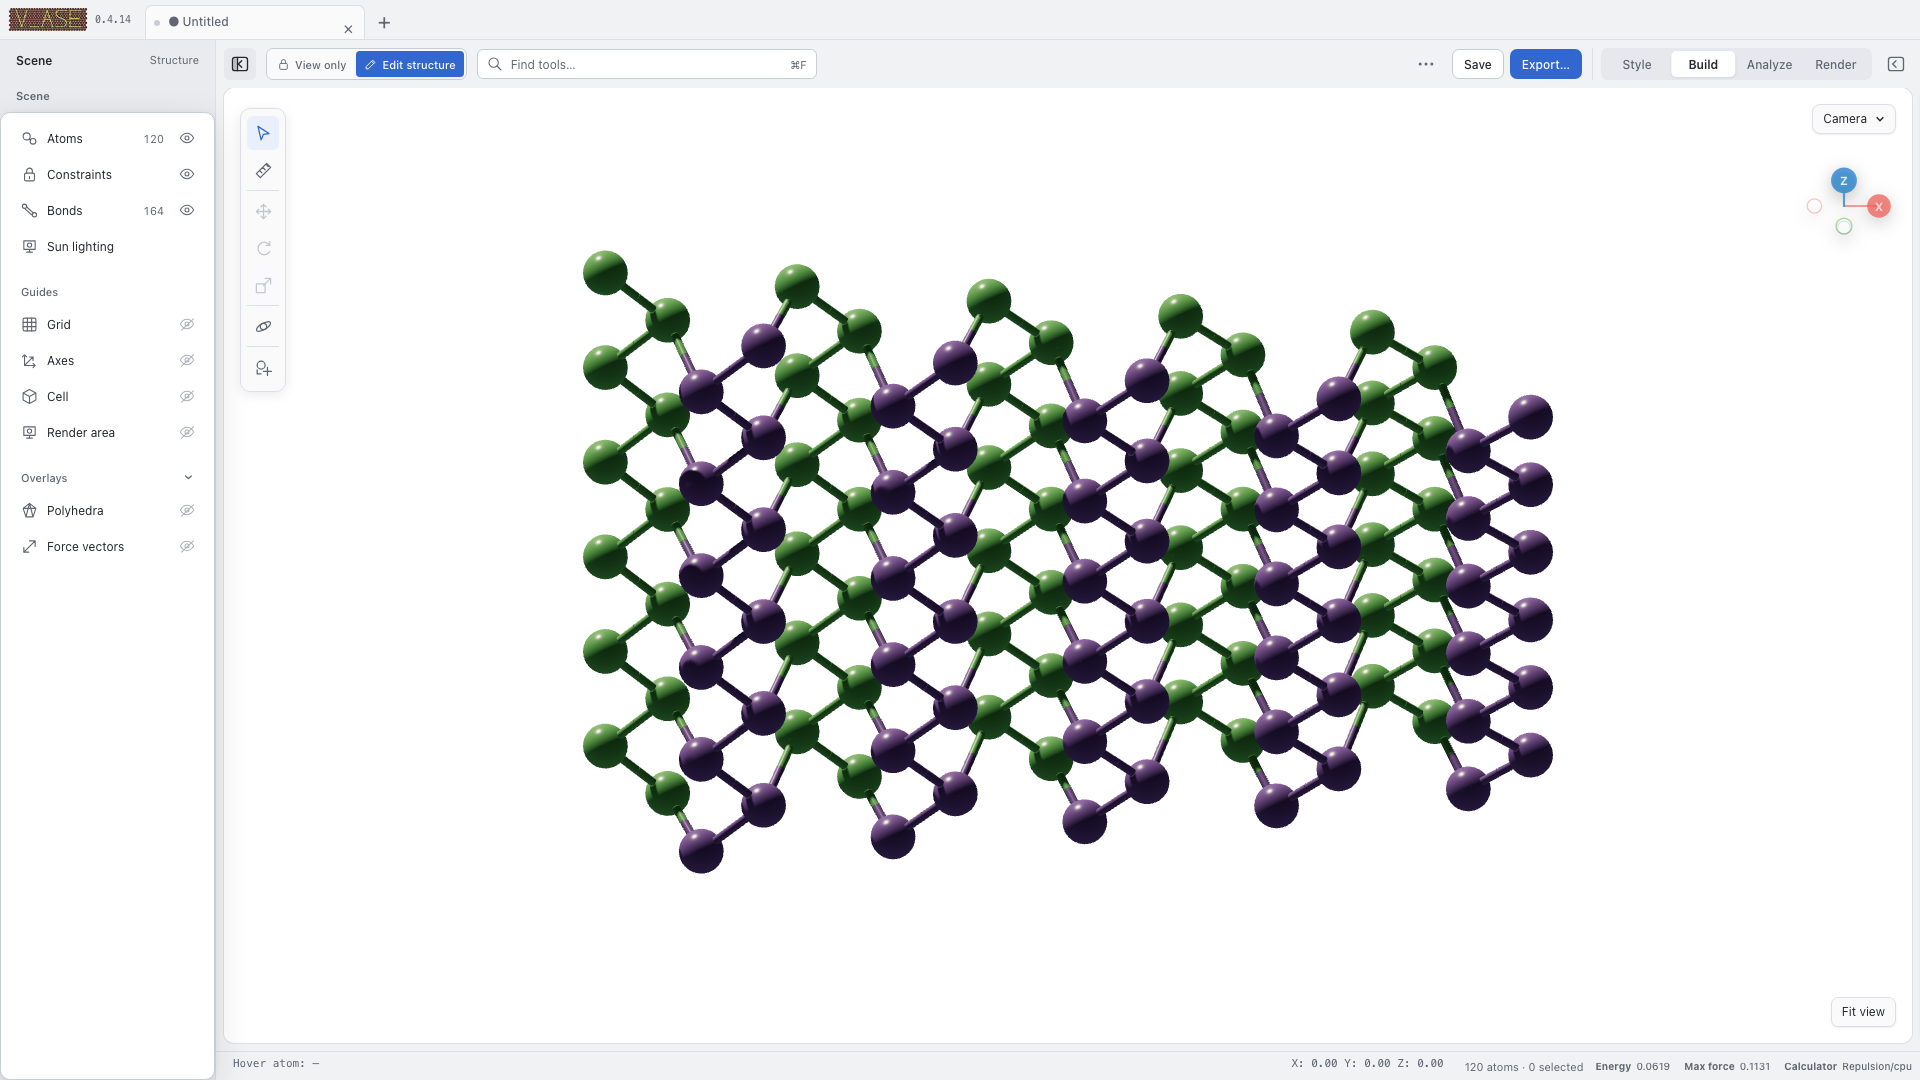 V_ASE 0.4.14 Untitled
Scene Structure
View only Edit structure Find tools... ⌘F Save Export... Style Build Analyze Render
Scene
Atoms 120
Constraints
Bonds 164
Sun lighting
Guides
Grid
Axes
Cell
Render area
Overlays
Polyhedra
Force vectors
Camera
Z
X
Fit view
Hover atom: – X: 0.00 Y: 0.00 Z: 0.00 120 atoms · 0 selected Energy 0.0619 Max force 0.1131 Calculator Repulsion/cpu